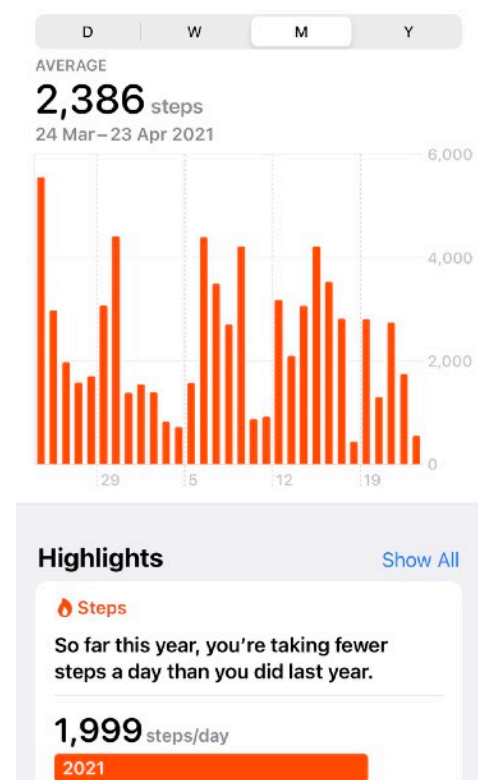 D W M Y
AVERAGE
2,386 steps
24 Mar–23 Apr 2021
6,000
4,000
2,000
0
29 5 12 19
Highlights Show All
Steps
So far this year, you're taking fewer
steps a day than you did last year.
1,999 steps/day
2021